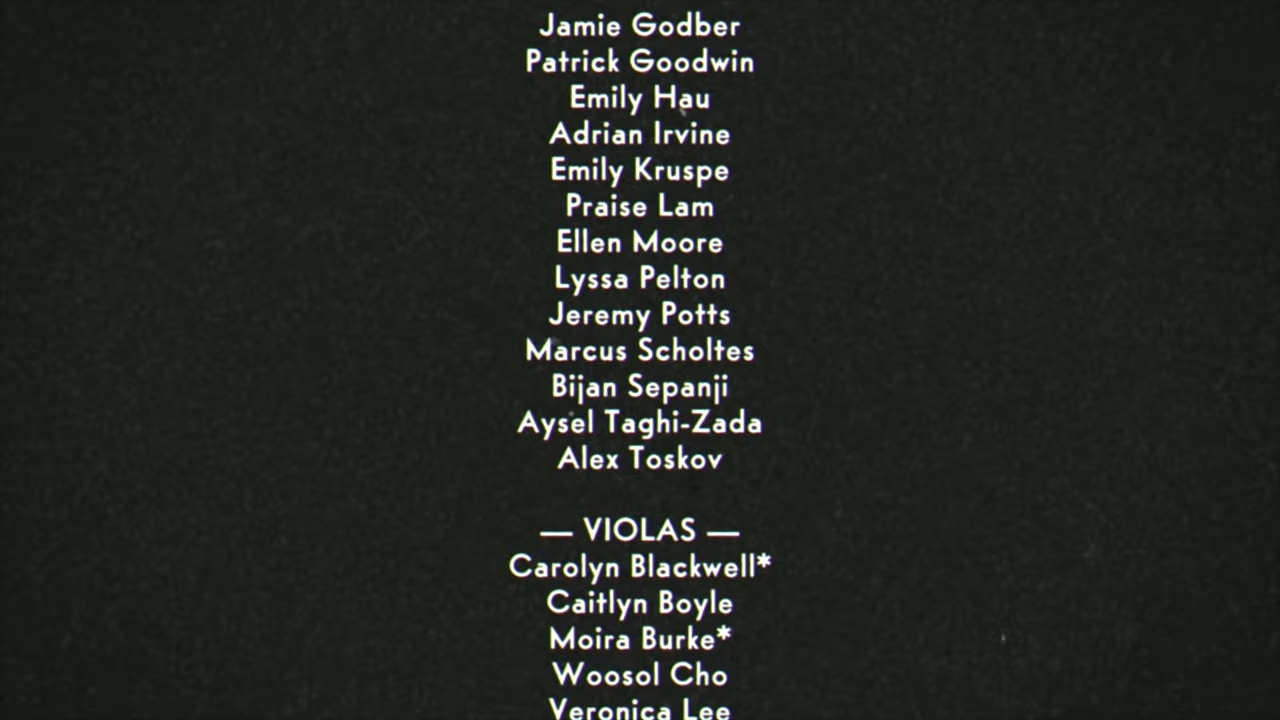 Jamie Godber
Patrick Goodwin
Emily Hau
Adrian Irvine
Emily Kruspe
Praise Lam
Ellen Moore
Lyssa Pelton
Jeremy Potts
Marcus Scholtes
Bijan Sepanji
Aysel Taghi-Zada
Alex Toskov
— VIOLAS —
Carolyn Blackwell*
Caitlyn Boyle
Moira Burke*
Woosol Cho
Veronica Lee